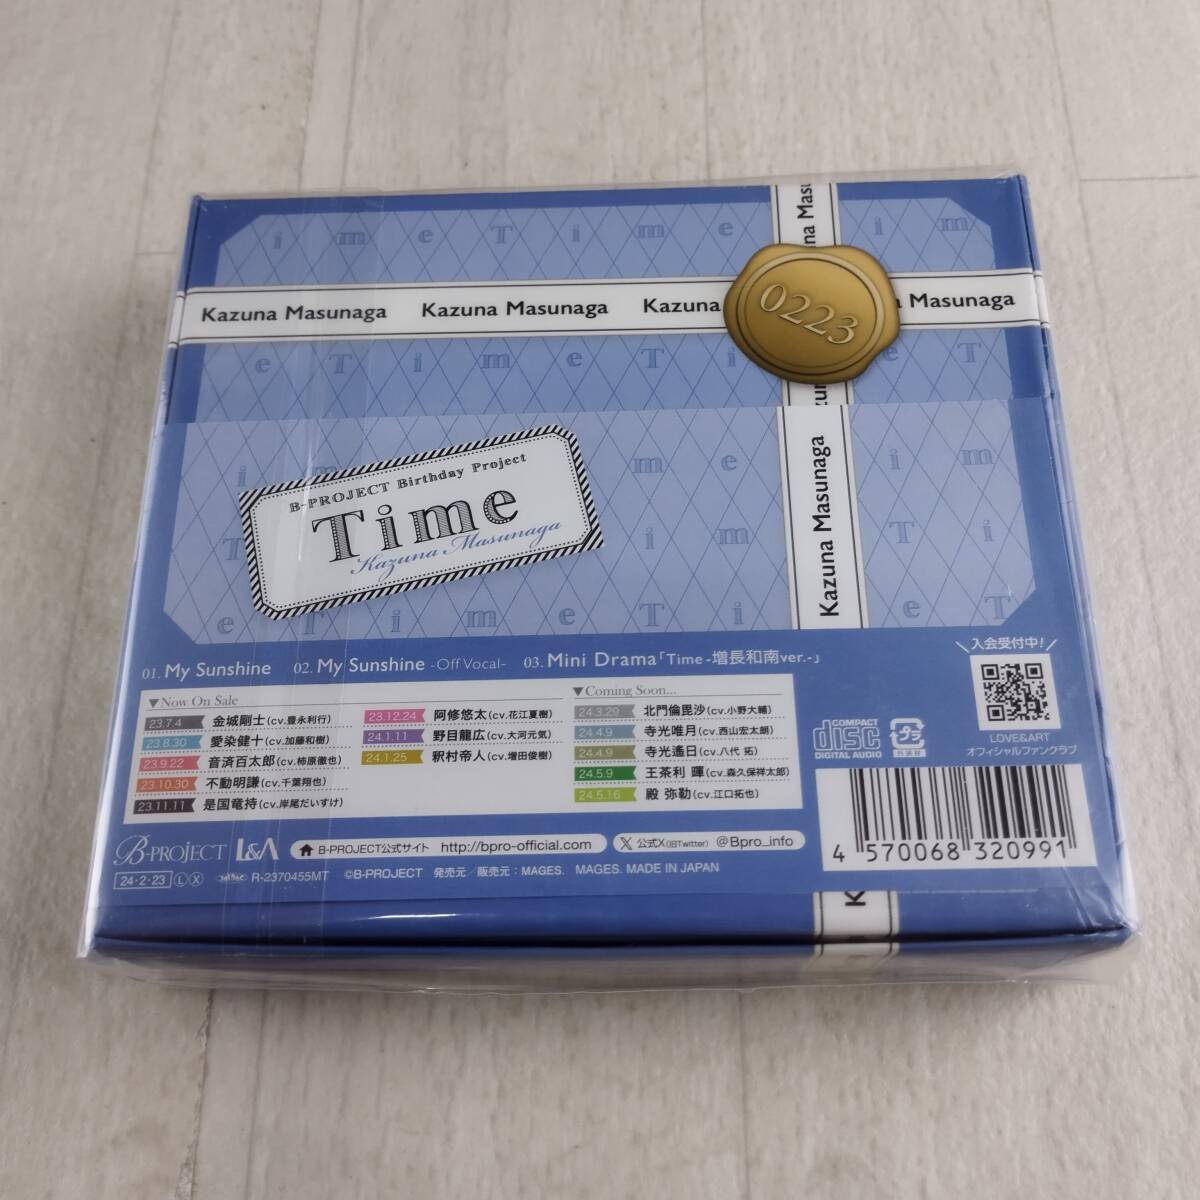 i m e T i m e T i m e
Kazuna Masunaga Kazuna Masunaga Kazuna
0223
Masunaga
e T i m e T i m e T
B-PROJECT Birthday Project
Time
Kazuna Masunaga
Kazuna Masunaga
01. My Sunshine 02. My Sunshine -Off Vocal- 03. Mini Drama「Time -増長和南ver.-」
▼Now On Sale
23.7.4 金城剛士(cv.豊永利行)
23.8.30 愛染健十(cv.加藤和樹)
23.9.22 音済百太郎(cv.柿原徹也)
23.10.30 不動明謙(cv.千葉翔也)
23.11.11 是国竜持(cv.岸尾だいすけ)
23.12.24 阿修悠太(cv.花江夏樹)
24.1.11 野目龍広(cv.大河元気)
24.1.25 釈村帝人(cv.増田俊樹)
▼Coming Soon...
24.3.29 北門倫毘沙(cv.小野大輔)
24.4.9 寺光唯月(cv.西山宏太朗)
24.4.9 寺光遙日(cv.八代 拓)
24.5.9 王茶利 暉(cv.森久保祥太郎)
24.5.16 殿 弥勒(cv.江口拓也)
＼入会受付中!／
LOVE&ART
オフィシャルファンクラブ
COMPACT
disc
DIGITAL AUDIO
プラ
外装材
B-PROJECT L&A B-PROJECT公式サイト http://bpro-official.com X 公式X(旧Twitter) @Bpro_info
24・2・23 L X R-2370455MT ©B-PROJECT 発売元／販売元：MAGES. MAGES. MADE IN JAPAN
4 570068 320991